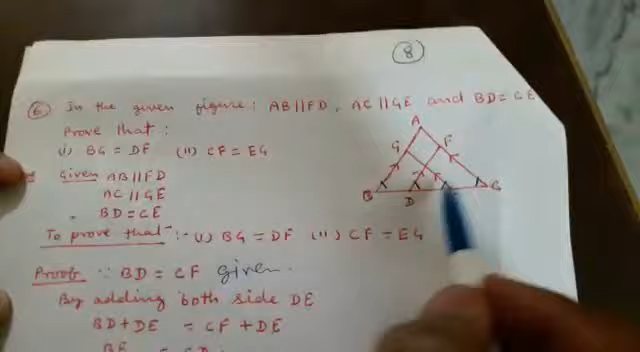 8
6 In the given figure: AB||FD, AC||GE and BD=CE
Prove that:
(i) BG = DF (ii) CF = EG
Given AB||FD
AC||GE
BD=CE
To prove that :- (i) BG = DF (ii) CF = EG
Proof ∵ BD = CF given.
By adding both side DE
BD+DE = CF+DE
BE = CD
A
G F
B D C